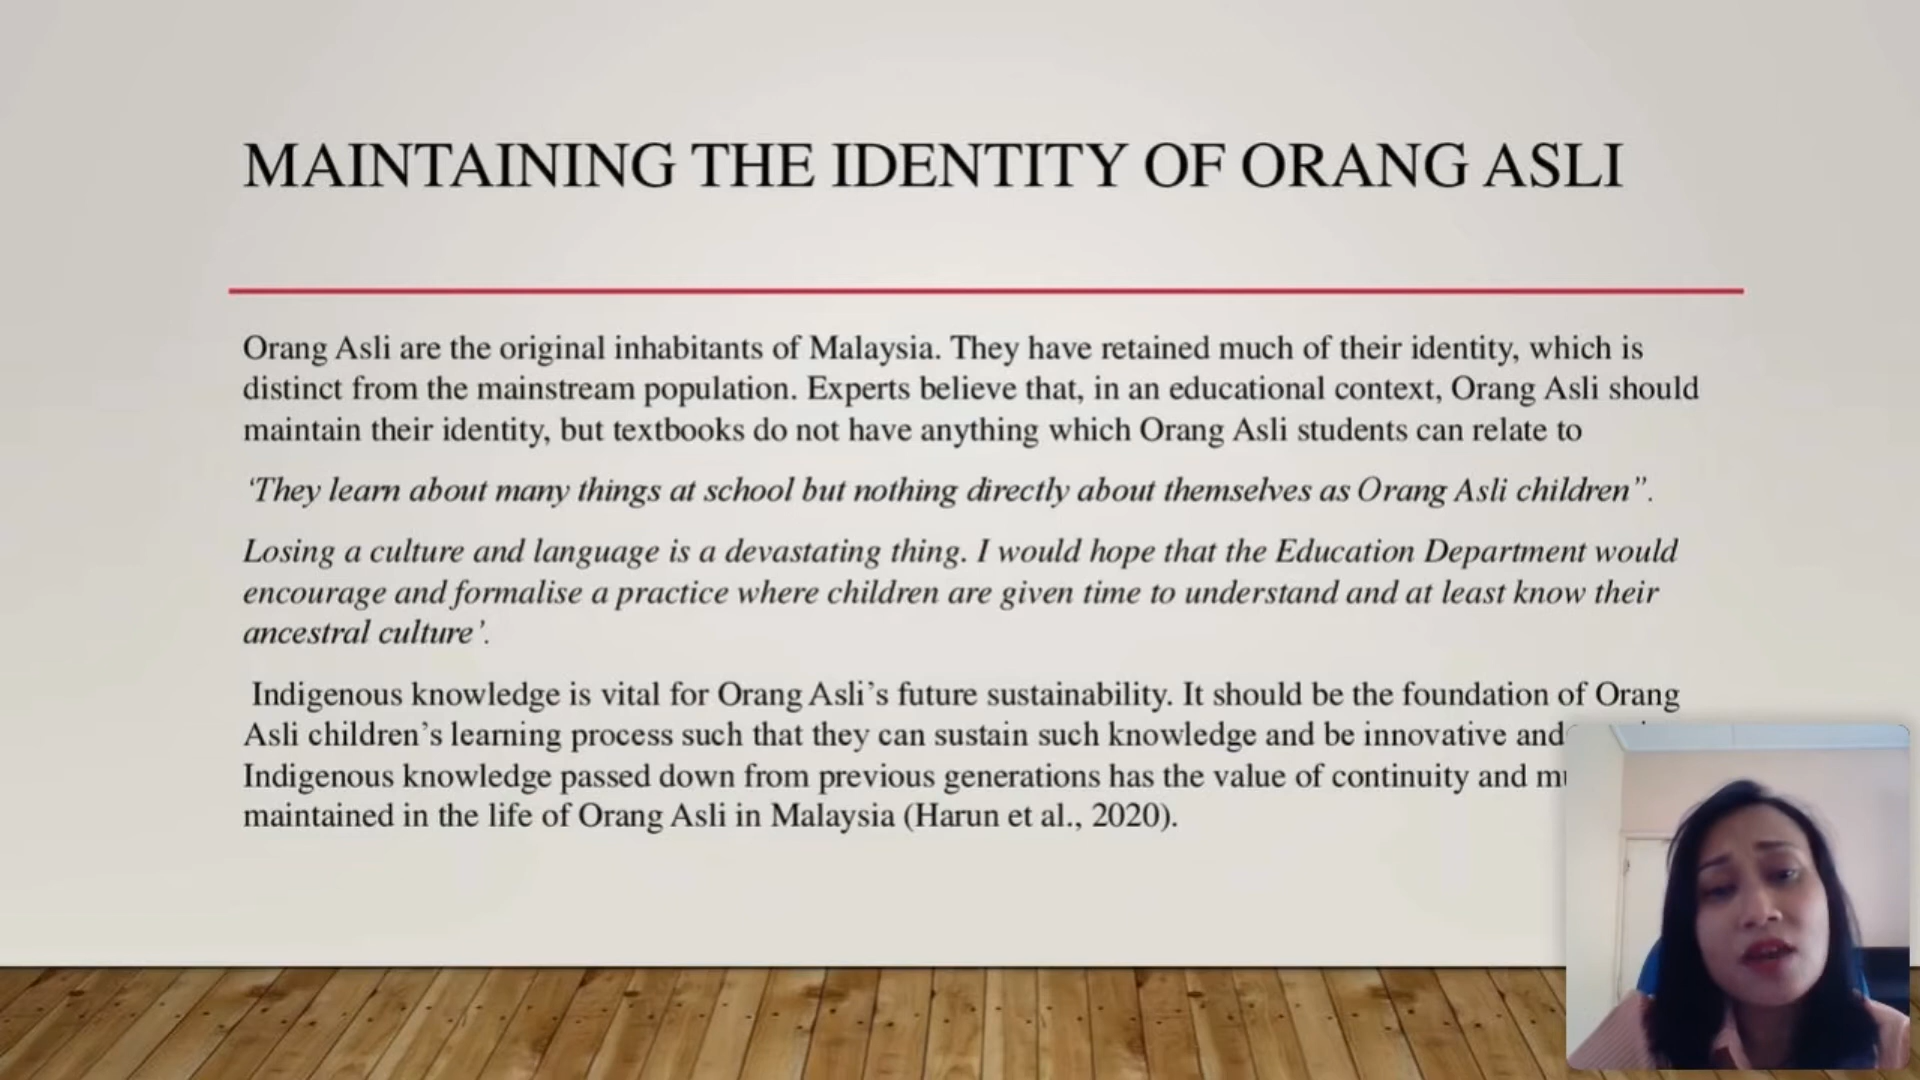 MAINTAINING THE IDENTITY OF ORANG ASLI
Orang Asli are the original inhabitants of Malaysia. They have retained much of their identity, which is
distinct from the mainstream population. Experts believe that, in an educational context, Orang Asli should
maintain their identity, but textbooks do not have anything which Orang Asli students can relate to
‘They learn about many things at school but nothing directly about themselves as Orang Asli children”.
Losing a culture and language is a devastating thing. I would hope that the Education Department would
encourage and formalise a practice where children are given time to understand and at least know their
ancestral culture’.
Indigenous knowledge is vital for Orang Asli’s future sustainability. It should be the foundation of Orang
Asli children’s learning process such that they can sustain such knowledge and be innovative and
Indigenous knowledge passed down from previous generations has the value of continuity and
maintained in the life of Orang Asli in Malaysia (Harun et al., 2020).